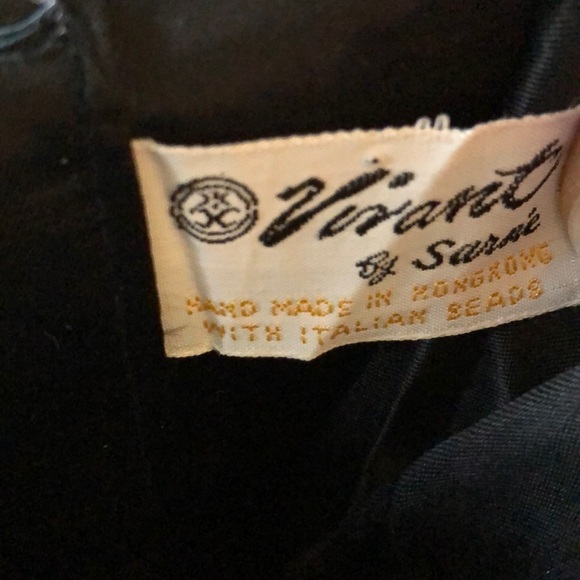 Vivant
By Sarné
HAND MADE IN HONGKONG
WITH ITALIAN BEADS